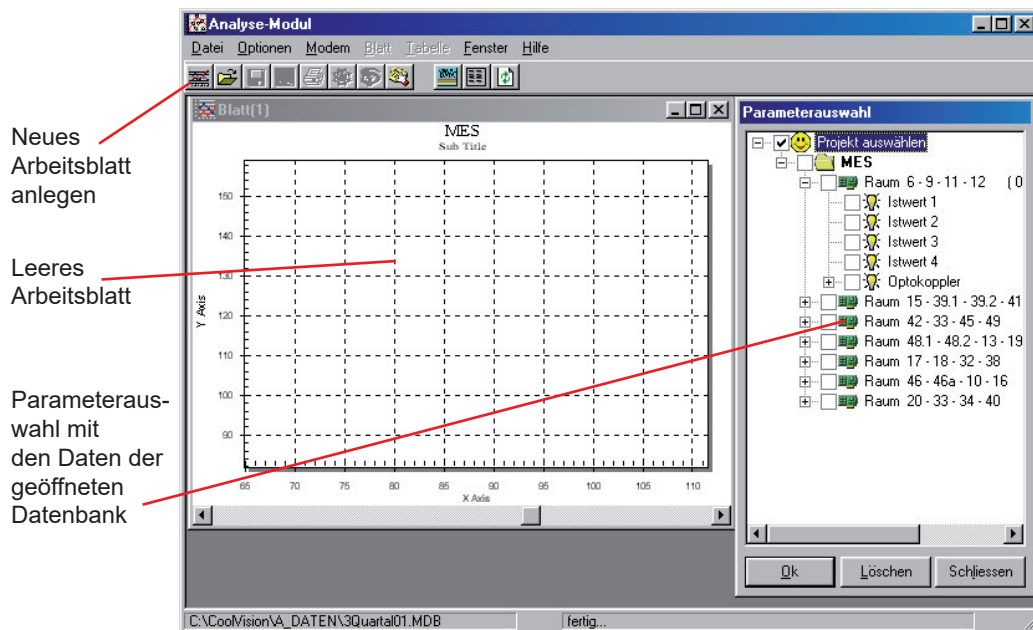 Analyse-Modul
Datei Optionen Modem Blatt Tabelle Fenster Hilfe
Neues
Arbeitsblatt
anlegen
Leeres
Arbeitsblatt
Parameteraus-
wahl mit
den Daten der
geöffneten
Datenbank
Blatt(1)
MES
Sub Title
Y Axis
150
140
130
120
110
100
90
65 70 75 80 85 90 95 100 105 110
X Axis
Parameterauswahl
Projekt auswählen
MES
Raum 6 - 9 - 11 - 12 ( 0
Istwert 1
Istwert 2
Istwert 3
Istwert 4
Optokoppler
Raum 15 - 39.1 - 39.2 - 41
Raum 42 - 33 - 45 - 49
Raum 48.1 - 48.2 - 13 - 19
Raum 17 - 18 - 32 - 38
Raum 46 - 46a - 10 - 16
Raum 20 - 33 - 34 - 40
Ok Löschen Schliessen
C:\CoolVision\A_DATEN\3Quartal01.MDB fertig...